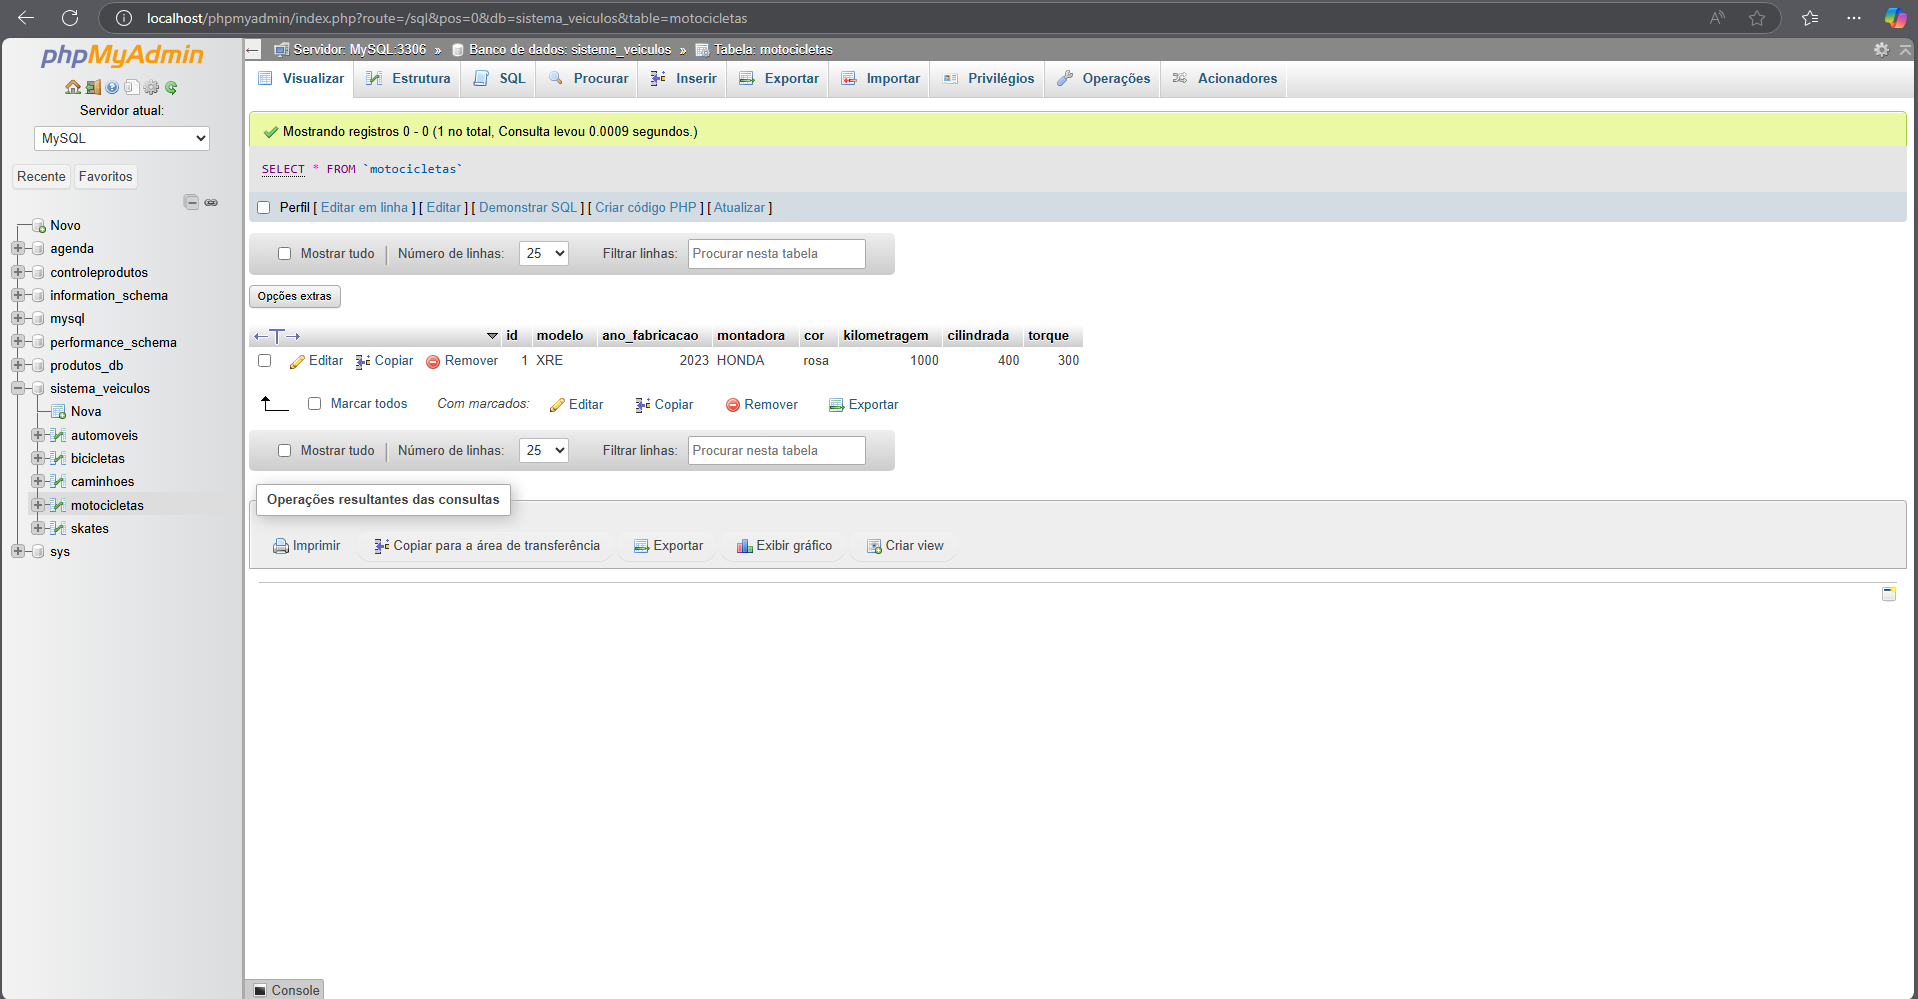 localhost/phpmyadmin/index.php?route=/sql&pos=0&db=sistema_veiculos&table=motocicletas
phpMyAdmin
Servidor atual:
MySQL
Recente Favoritos
Novo
agenda
controleprodutos
information_schema
mysql
performance_schema
produtos_db
sistema_veiculos
Nova
automoveis
bicicletas
caminhoes
motocicletas
skates
sys
Servidor: MySQL:3306 » Banco de dados: sistema_veiculos » Tabela: motocicletas
Visualizar Estrutura SQL Procurar Inserir Exportar Importar Privilégios Operações Acionadores
Mostrando registros 0 - 0 (1 no total, Consulta levou 0.0009 segundos.)
SELECT * FROM `motocicletas`
Perfil [ Editar em linha ] [ Editar ] [ Demonstrar SQL ] [ Criar código PHP ] [ Atualizar ]
Mostrar tudo Número de linhas: 25 Filtrar linhas: Procurar nesta tabela
Opções extras
←T→ id modelo ano_fabricacao montadora cor kilometragem cilindrada torque
Editar Copiar Remover 1 XRE 2023 HONDA rosa 1000 400 300
Marcar todos Com marcados: Editar Copiar Remover Exportar
Mostrar tudo Número de linhas: 25 Filtrar linhas: Procurar nesta tabela
Operações resultantes das consultas
Imprimir Copiar para a área de transferência Exportar Exibir gráfico Criar view
Console